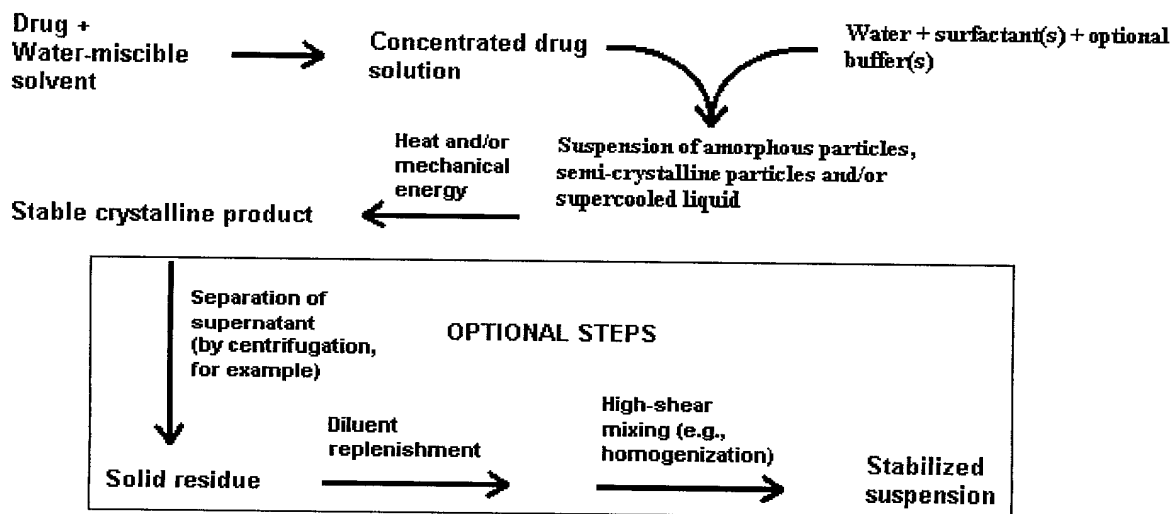 Drug +
Water-miscible
solvent
Concentrated drug
solution
Water + surfactant(s) + optional
buffer(s)
Heat and/or
mechanical
energy
Suspension of amorphous particles,
semi-crystalline particles and/or
supercooled liquid
Stable crystalline product
Separation of
supernatant
(by centrifugation,
for example)
OPTIONAL STEPS
Solid residue
Diluent
replenishment
High-shear
mixing (e.g.,
homogenization)
Stabilized
suspension